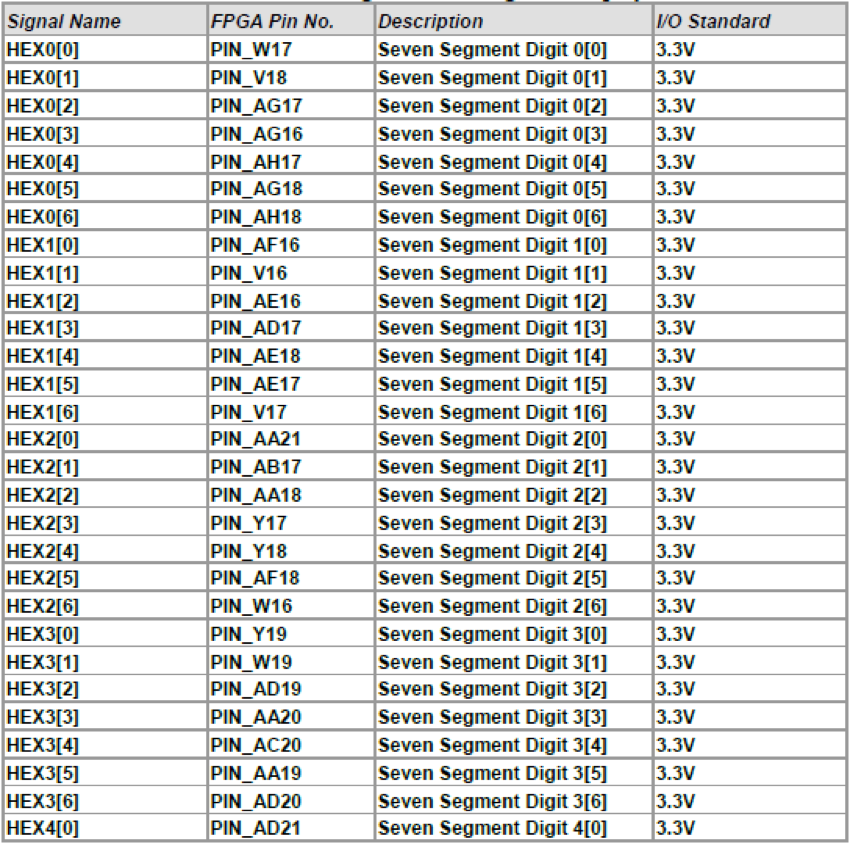 Signal Name FPGA Pin No. Description I/O Standard
HEX0[0] PIN_W17 Seven Segment Digit 0[0] 3.3V
HEX0[1] PIN_V18 Seven Segment Digit 0[1] 3.3V
HEX0[2] PIN_AG17 Seven Segment Digit 0[2] 3.3V
HEX0[3] PIN_AG16 Seven Segment Digit 0[3] 3.3V
HEX0[4] PIN_AH17 Seven Segment Digit 0[4] 3.3V
HEX0[5] PIN_AG18 Seven Segment Digit 0[5] 3.3V
HEX0[6] PIN_AH18 Seven Segment Digit 0[6] 3.3V
HEX1[0] PIN_AF16 Seven Segment Digit 1[0] 3.3V
HEX1[1] PIN_V16 Seven Segment Digit 1[1] 3.3V
HEX1[2] PIN_AE16 Seven Segment Digit 1[2] 3.3V
HEX1[3] PIN_AD17 Seven Segment Digit 1[3] 3.3V
HEX1[4] PIN_AE18 Seven Segment Digit 1[4] 3.3V
HEX1[5] PIN_AE17 Seven Segment Digit 1[5] 3.3V
HEX1[6] PIN_V17 Seven Segment Digit 1[6] 3.3V
HEX2[0] PIN_AA21 Seven Segment Digit 2[0] 3.3V
HEX2[1] PIN_AB17 Seven Segment Digit 2[1] 3.3V
HEX2[2] PIN_AA18 Seven Segment Digit 2[2] 3.3V
HEX2[3] PIN_Y17 Seven Segment Digit 2[3] 3.3V
HEX2[4] PIN_Y18 Seven Segment Digit 2[4] 3.3V
HEX2[5] PIN_AF18 Seven Segment Digit 2[5] 3.3V
HEX2[6] PIN_W16 Seven Segment Digit 2[6] 3.3V
HEX3[0] PIN_Y19 Seven Segment Digit 3[0] 3.3V
HEX3[1] PIN_W19 Seven Segment Digit 3[1] 3.3V
HEX3[2] PIN_AD19 Seven Segment Digit 3[2] 3.3V
HEX3[3] PIN_AA20 Seven Segment Digit 3[3] 3.3V
HEX3[4] PIN_AC20 Seven Segment Digit 3[4] 3.3V
HEX3[5] PIN_AA19 Seven Segment Digit 3[5] 3.3V
HEX3[6] PIN_AD20 Seven Segment Digit 3[6] 3.3V
HEX4[0] PIN_AD21 Seven Segment Digit 4[0] 3.3V